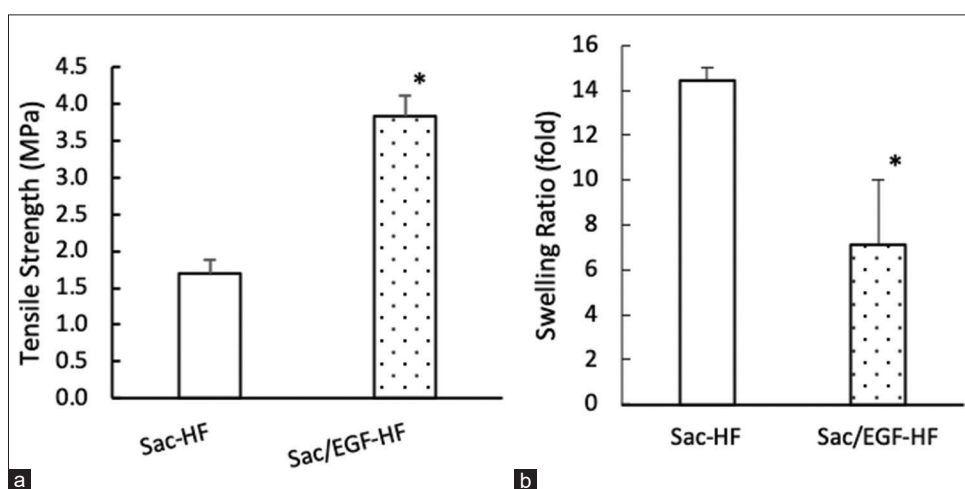 4.5
4.0
3.5
3.0
2.5
2.0
1.5
1.0
0.5
0.0
Tensile Strength (MPa)
*
Sac-HF
Sac/EGF-HF
a
16
14
12
10
8
6
4
2
0
Swelling Ratio (fold)
*
Sac-HF
Sac/EGF-HF
b